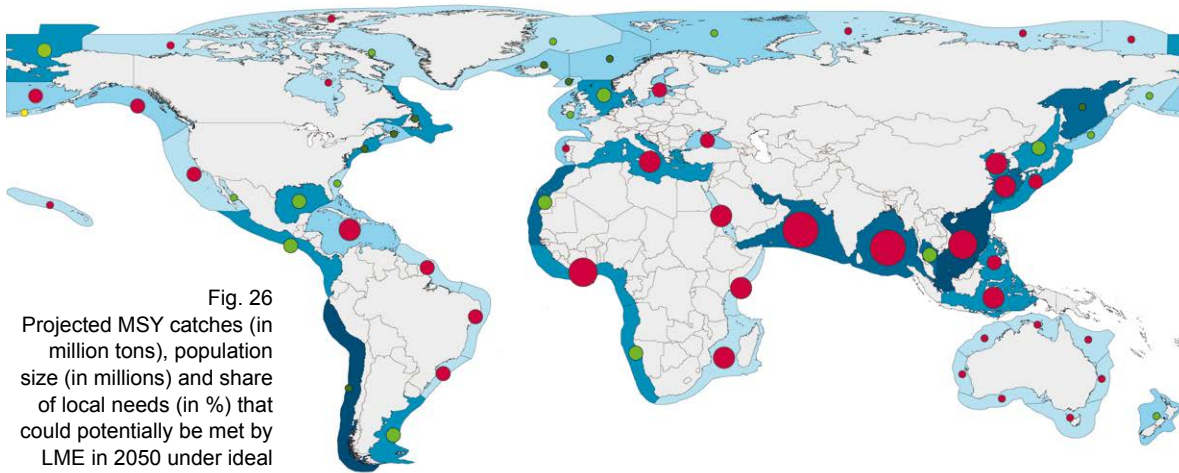 Fig. 26
Projected MSY catches (in
million tons), population
size (in millions) and share
of local needs (in %) that
could potentially be met by
LME in 2050 under ideal